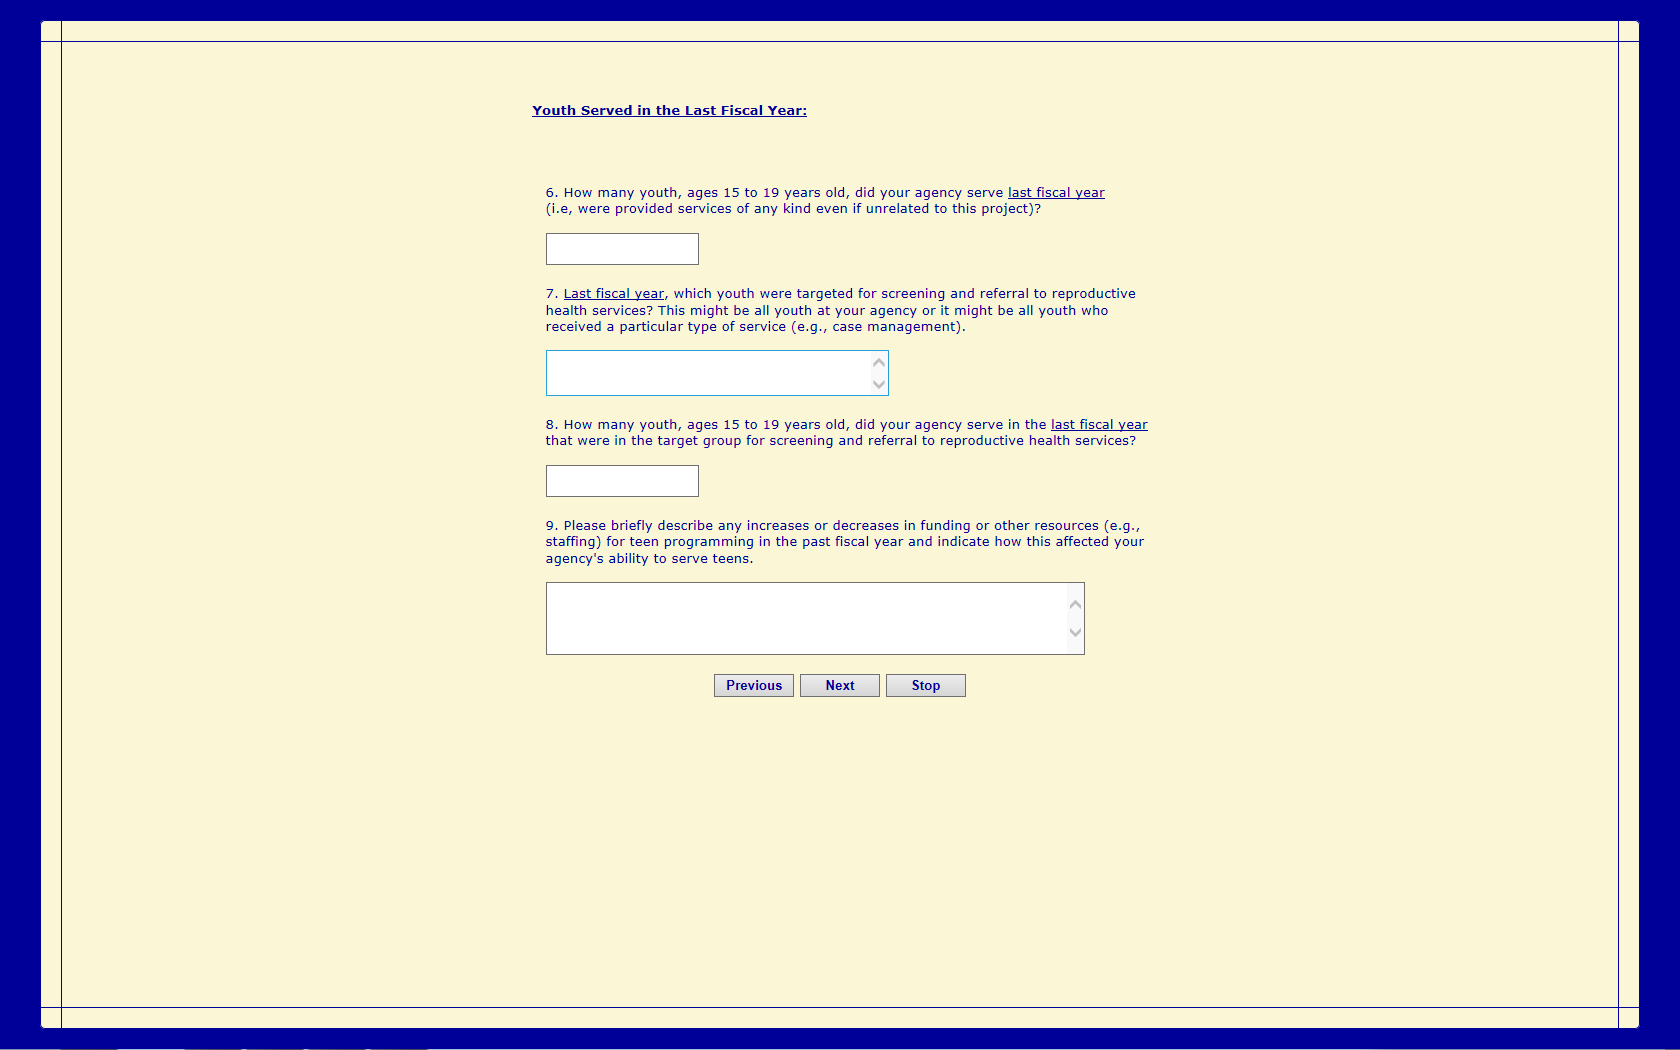 Youth Served in the Last Fiscal Year:
6. How many youth, ages 15 to 19 years old, did your agency serve last fiscal year
(i.e, were provided services of any kind even if unrelated to this project)?
7. Last fiscal year, which youth were targeted for screening and referral to reproductive
health services? This might be all youth at your agency or it might be all youth who
received a particular type of service (e.g., case management).
8. How many youth, ages 15 to 19 years old, did your agency serve in the last fiscal year
that were in the target group for screening and referral to reproductive health services?
9. Please briefly describe any increases or decreases in funding or other resources (e.g.,
staffing) for teen programming in the past fiscal year and indicate how this affected your
agency's ability to serve teens.
Previous Next Stop